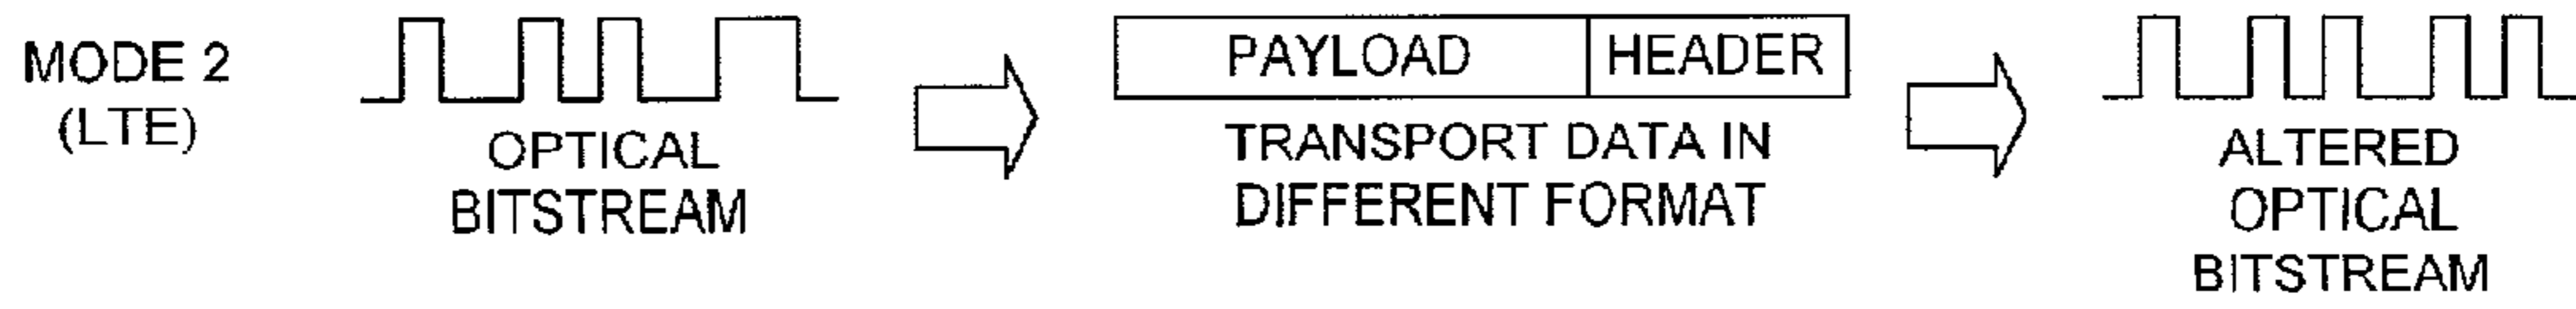 MODE 2
(LTE)
OPTICAL
BITSTREAM
PAYLOAD HEADER
TRANSPORT DATA IN
DIFFERENT FORMAT
ALTERED
OPTICAL
BITSTREAM